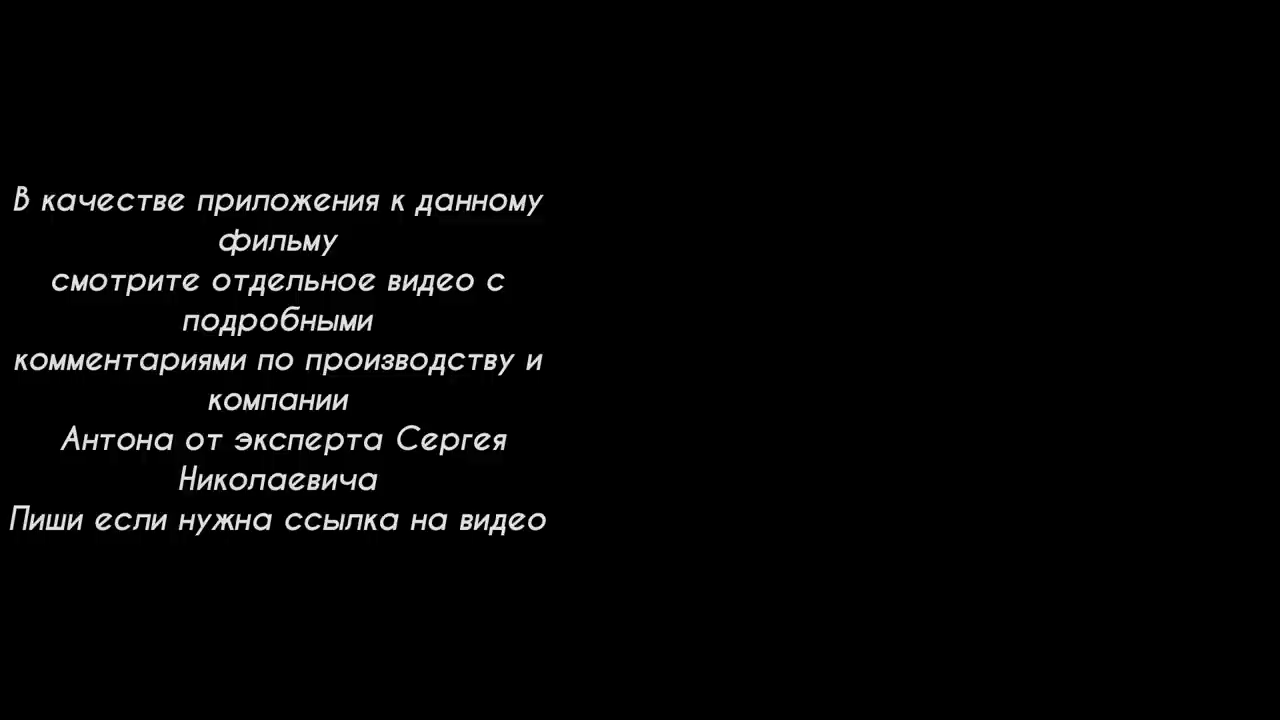 В качестве приложения к данному
фильму
смотрите отдельное видео с
подробными
комментариями по производству и
компании
Антона от эксперта Сергея
Николаевича
Пиши если нужна ссылка на видео